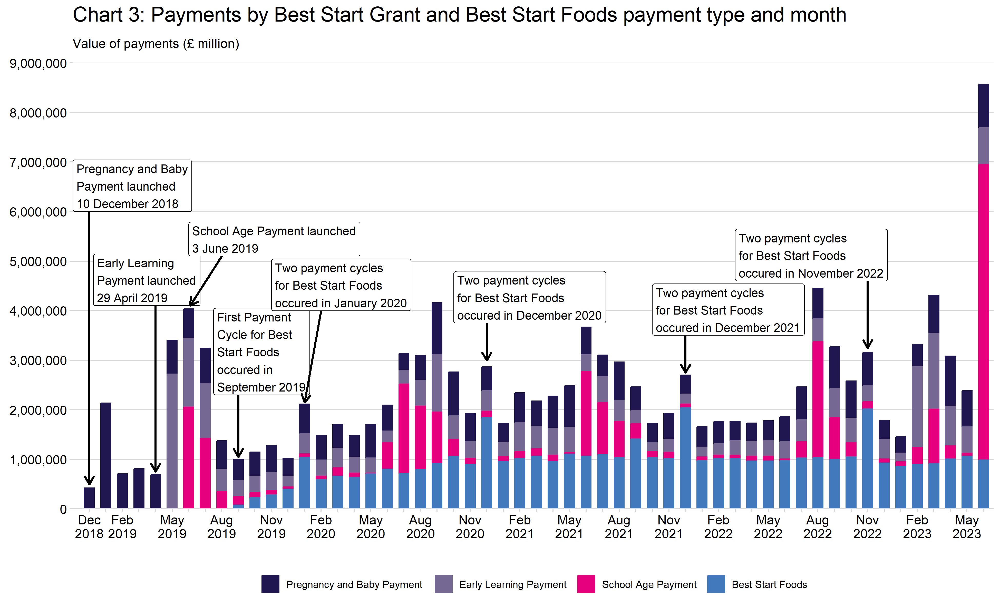 Chart 3: Payments by Best Start Grant and Best Start Foods payment type and month
Value of payments (£ million)
9,000,000
8,000,000
7,000,000
6,000,000
5,000,000
4,000,000
3,000,000
2,000,000
1,000,000
0
Pregnancy and Baby
Payment launched
10 December 2018
Early Learning
Payment launched
29 April 2019
School Age Payment launched
3 June 2019
First Payment
Cycle for Best
Start Foods
occured in
September 2019
Two payment cycles
for Best Start Foods
occured in January 2020
Two payment cycles
for Best Start Foods
occured in December 2020
Two payment cycles
for Best Start Foods
occured in December 2021
Two payment cycles
for Best Start Foods
occured in November 2022
Dec Feb May Aug Nov Feb May Aug Nov Feb May Aug Nov Feb May Aug Nov Feb May
2018 2019 2019 2019 2019 2020 2020 2020 2020 2021 2021 2021 2021 2022 2022 2022 2022 2023 2023
Pregnancy and Baby Payment Early Learning Payment School Age Payment Best Start Foods